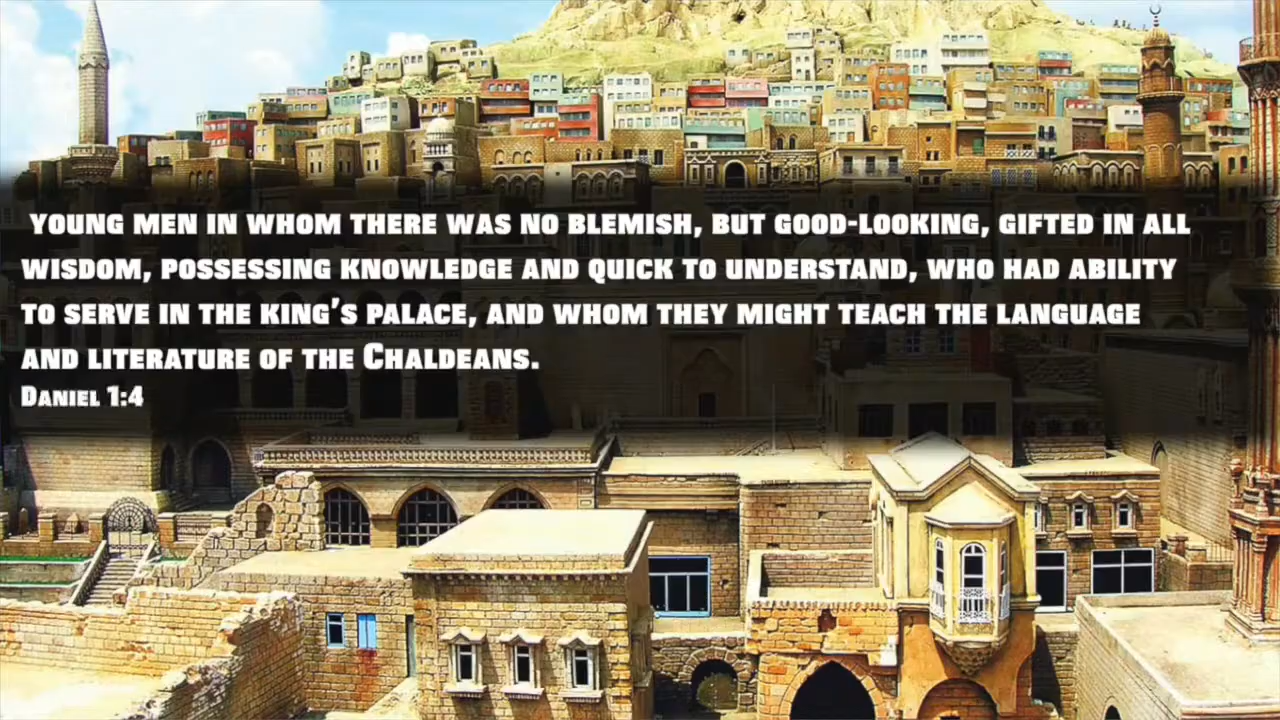 young men in whom there was no blemish, but good-looking, gifted in all
wisdom, possessing knowledge and quick to understand, who had ability
to serve in the king's palace, and whom they might teach the language
and literature of the Chaldeans.
Daniel 1:4